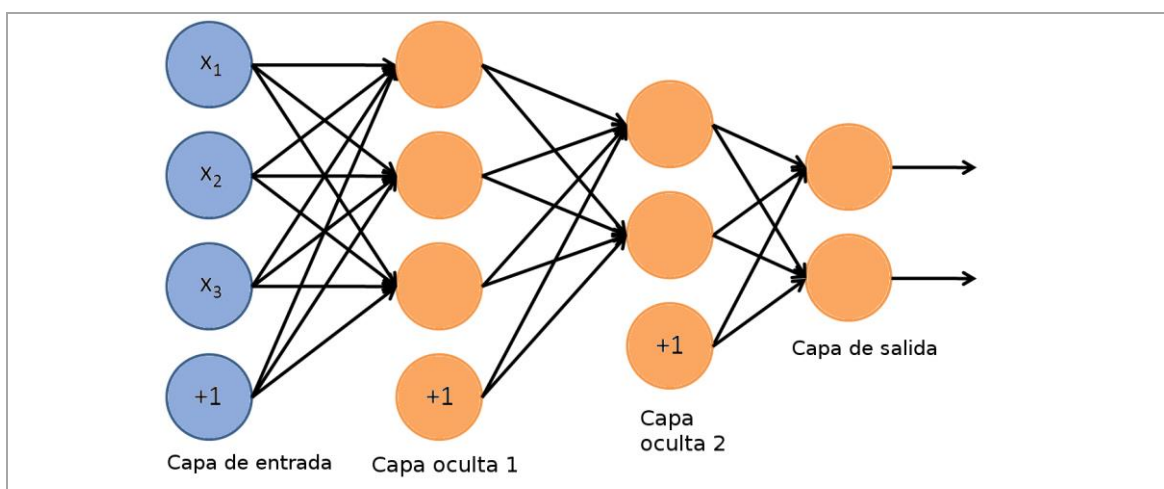 x1
x2
x3
+1
+1
+1
Capa de entrada
Capa oculta 1
Capa
oculta 2
Capa de salida